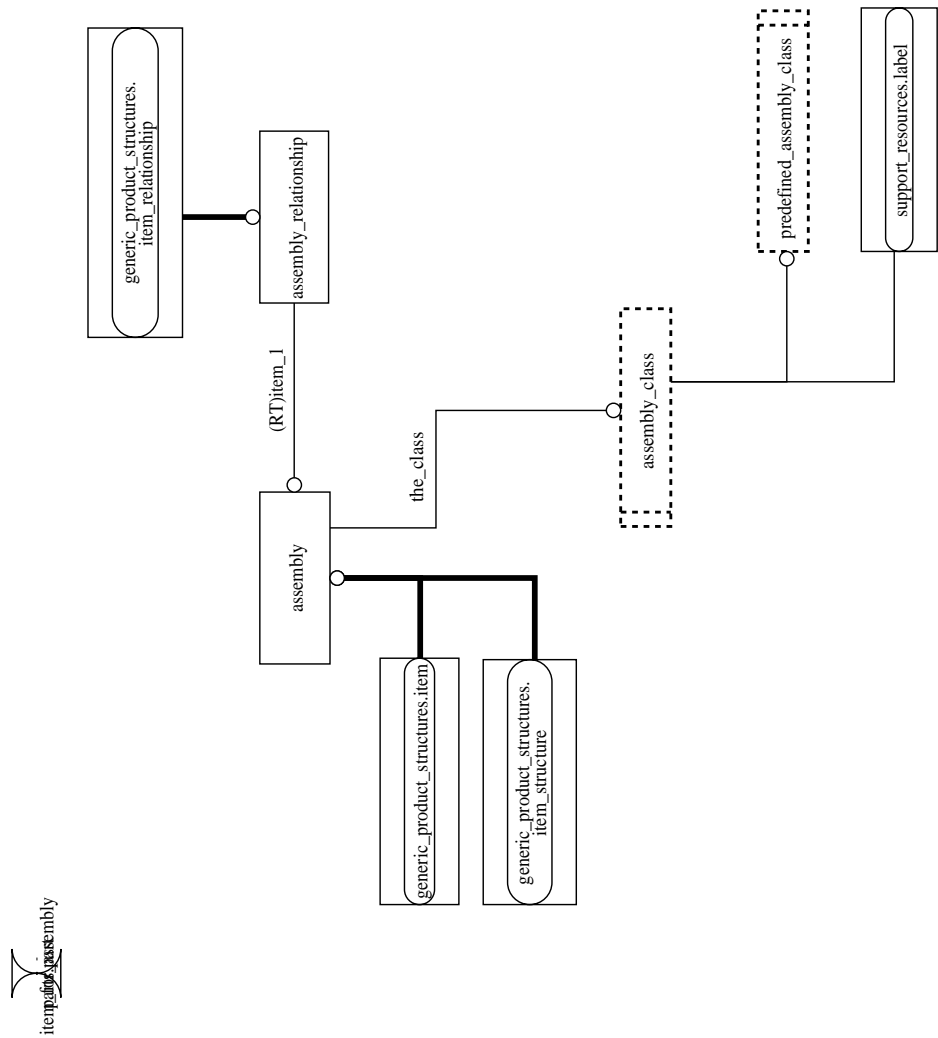 generic_product_structures.
item_relationship
assembly_relationship
(RT)item_1
assembly
the_class
generic_product_structures.item
generic_product_structures.
item_structure
assembly_class
predefined_assembly_class
support_resources.label